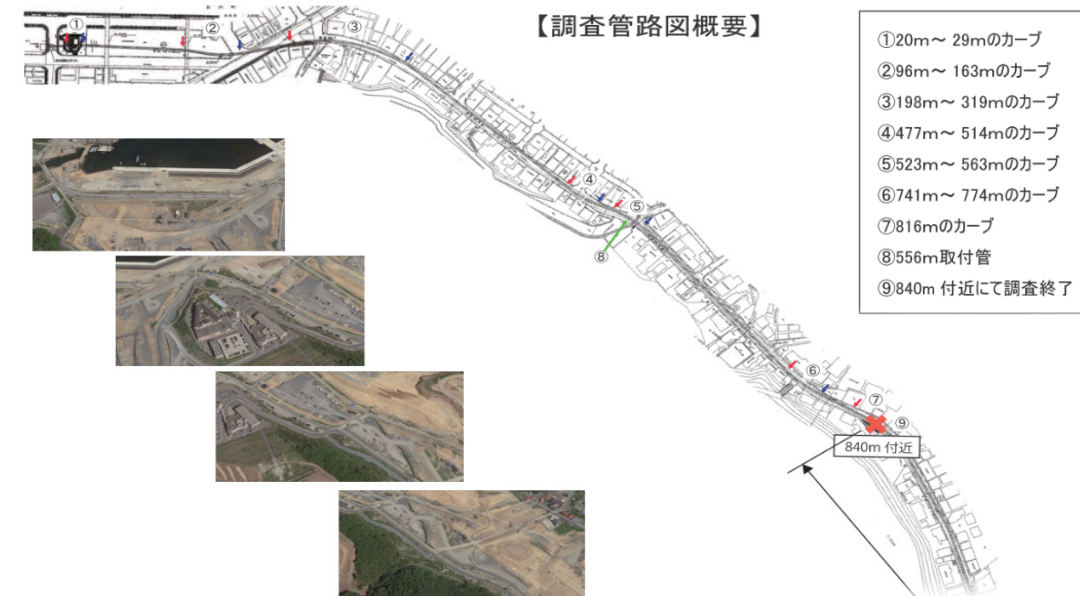 【調査管路図概要】
①20m～ 29mのカーブ
②96m～ 163mのカーブ
③198m～ 319mのカーブ
④477m～ 514mのカーブ
⑤523m～ 563mのカーブ
⑥741m～ 774mのカーブ
⑦816mのカーブ
⑧556m取付管
⑨840m 付近にて調査終了
①
②
③
④
⑤
⑧
⑥
⑦
⑨
840m 付近